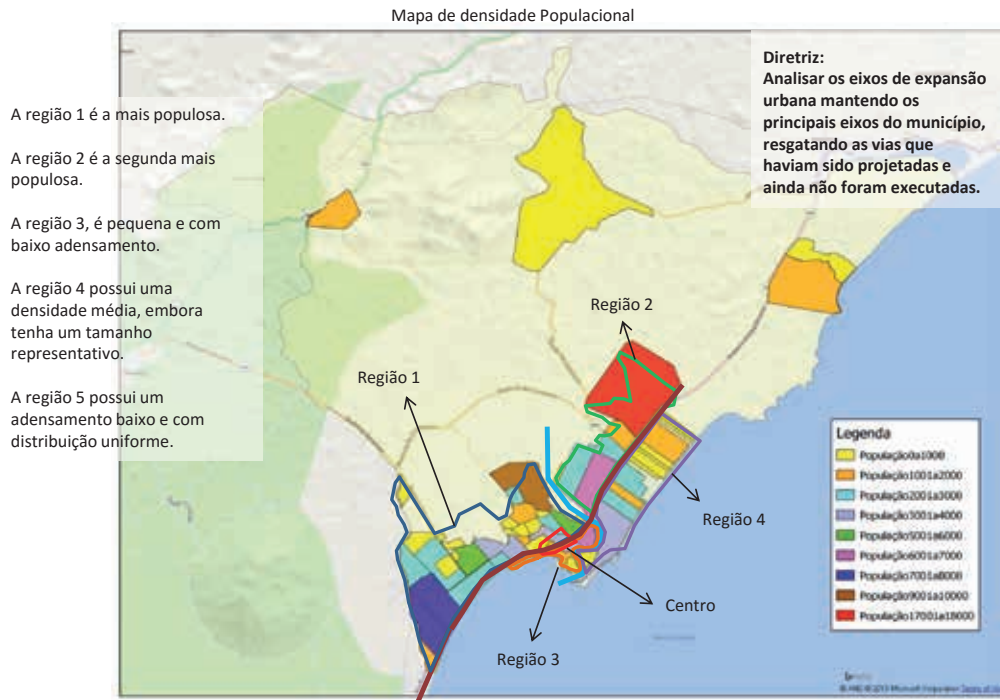 Mapa de densidade Populacional
A região 1 é a mais populosa.
A região 2 é a segunda mais
populosa.
A região 3, é pequena e com
baixo adensamento.
A região 4 possui uma
densidade média, embora
tenha um tamanho
representativo.
A região 5 possui um
adensamento baixo e com
distribuição uniforme.
Diretriz:
Analisar os eixos de expansão
urbana mantendo os
principais eixos do município,
resgatando as vias que
haviam sido projetadas e
ainda não foram executadas.
Região 2
Região 1
Região 4
Centro
Região 3
Legenda
População0a1000
População1001a2000
População2001a3000
População3001a4000
População5001a6000
População6001a7000
População7001a8000
População9001a10000
População17001a18000
Microsoft Corporation